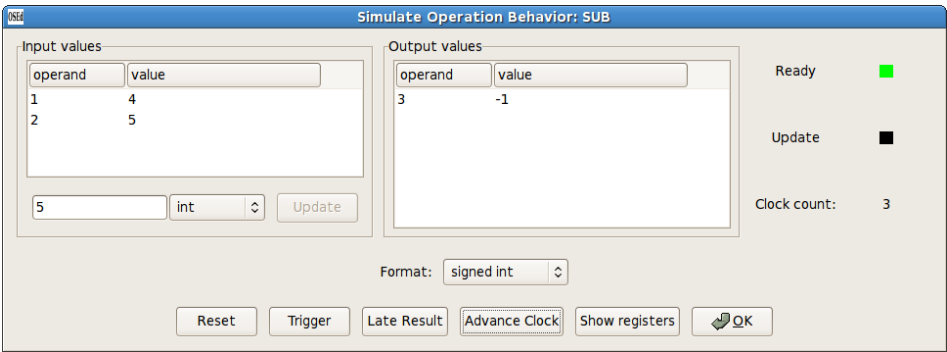 OSEd Simulate Operation Behavior: SUB
Input values
operand value
1 4
2 5
5 int Update
Output values
operand value
3 -1
Ready
Update
Clock count: 3
Format: signed int
Reset Trigger Late Result Advance Clock Show registers OK